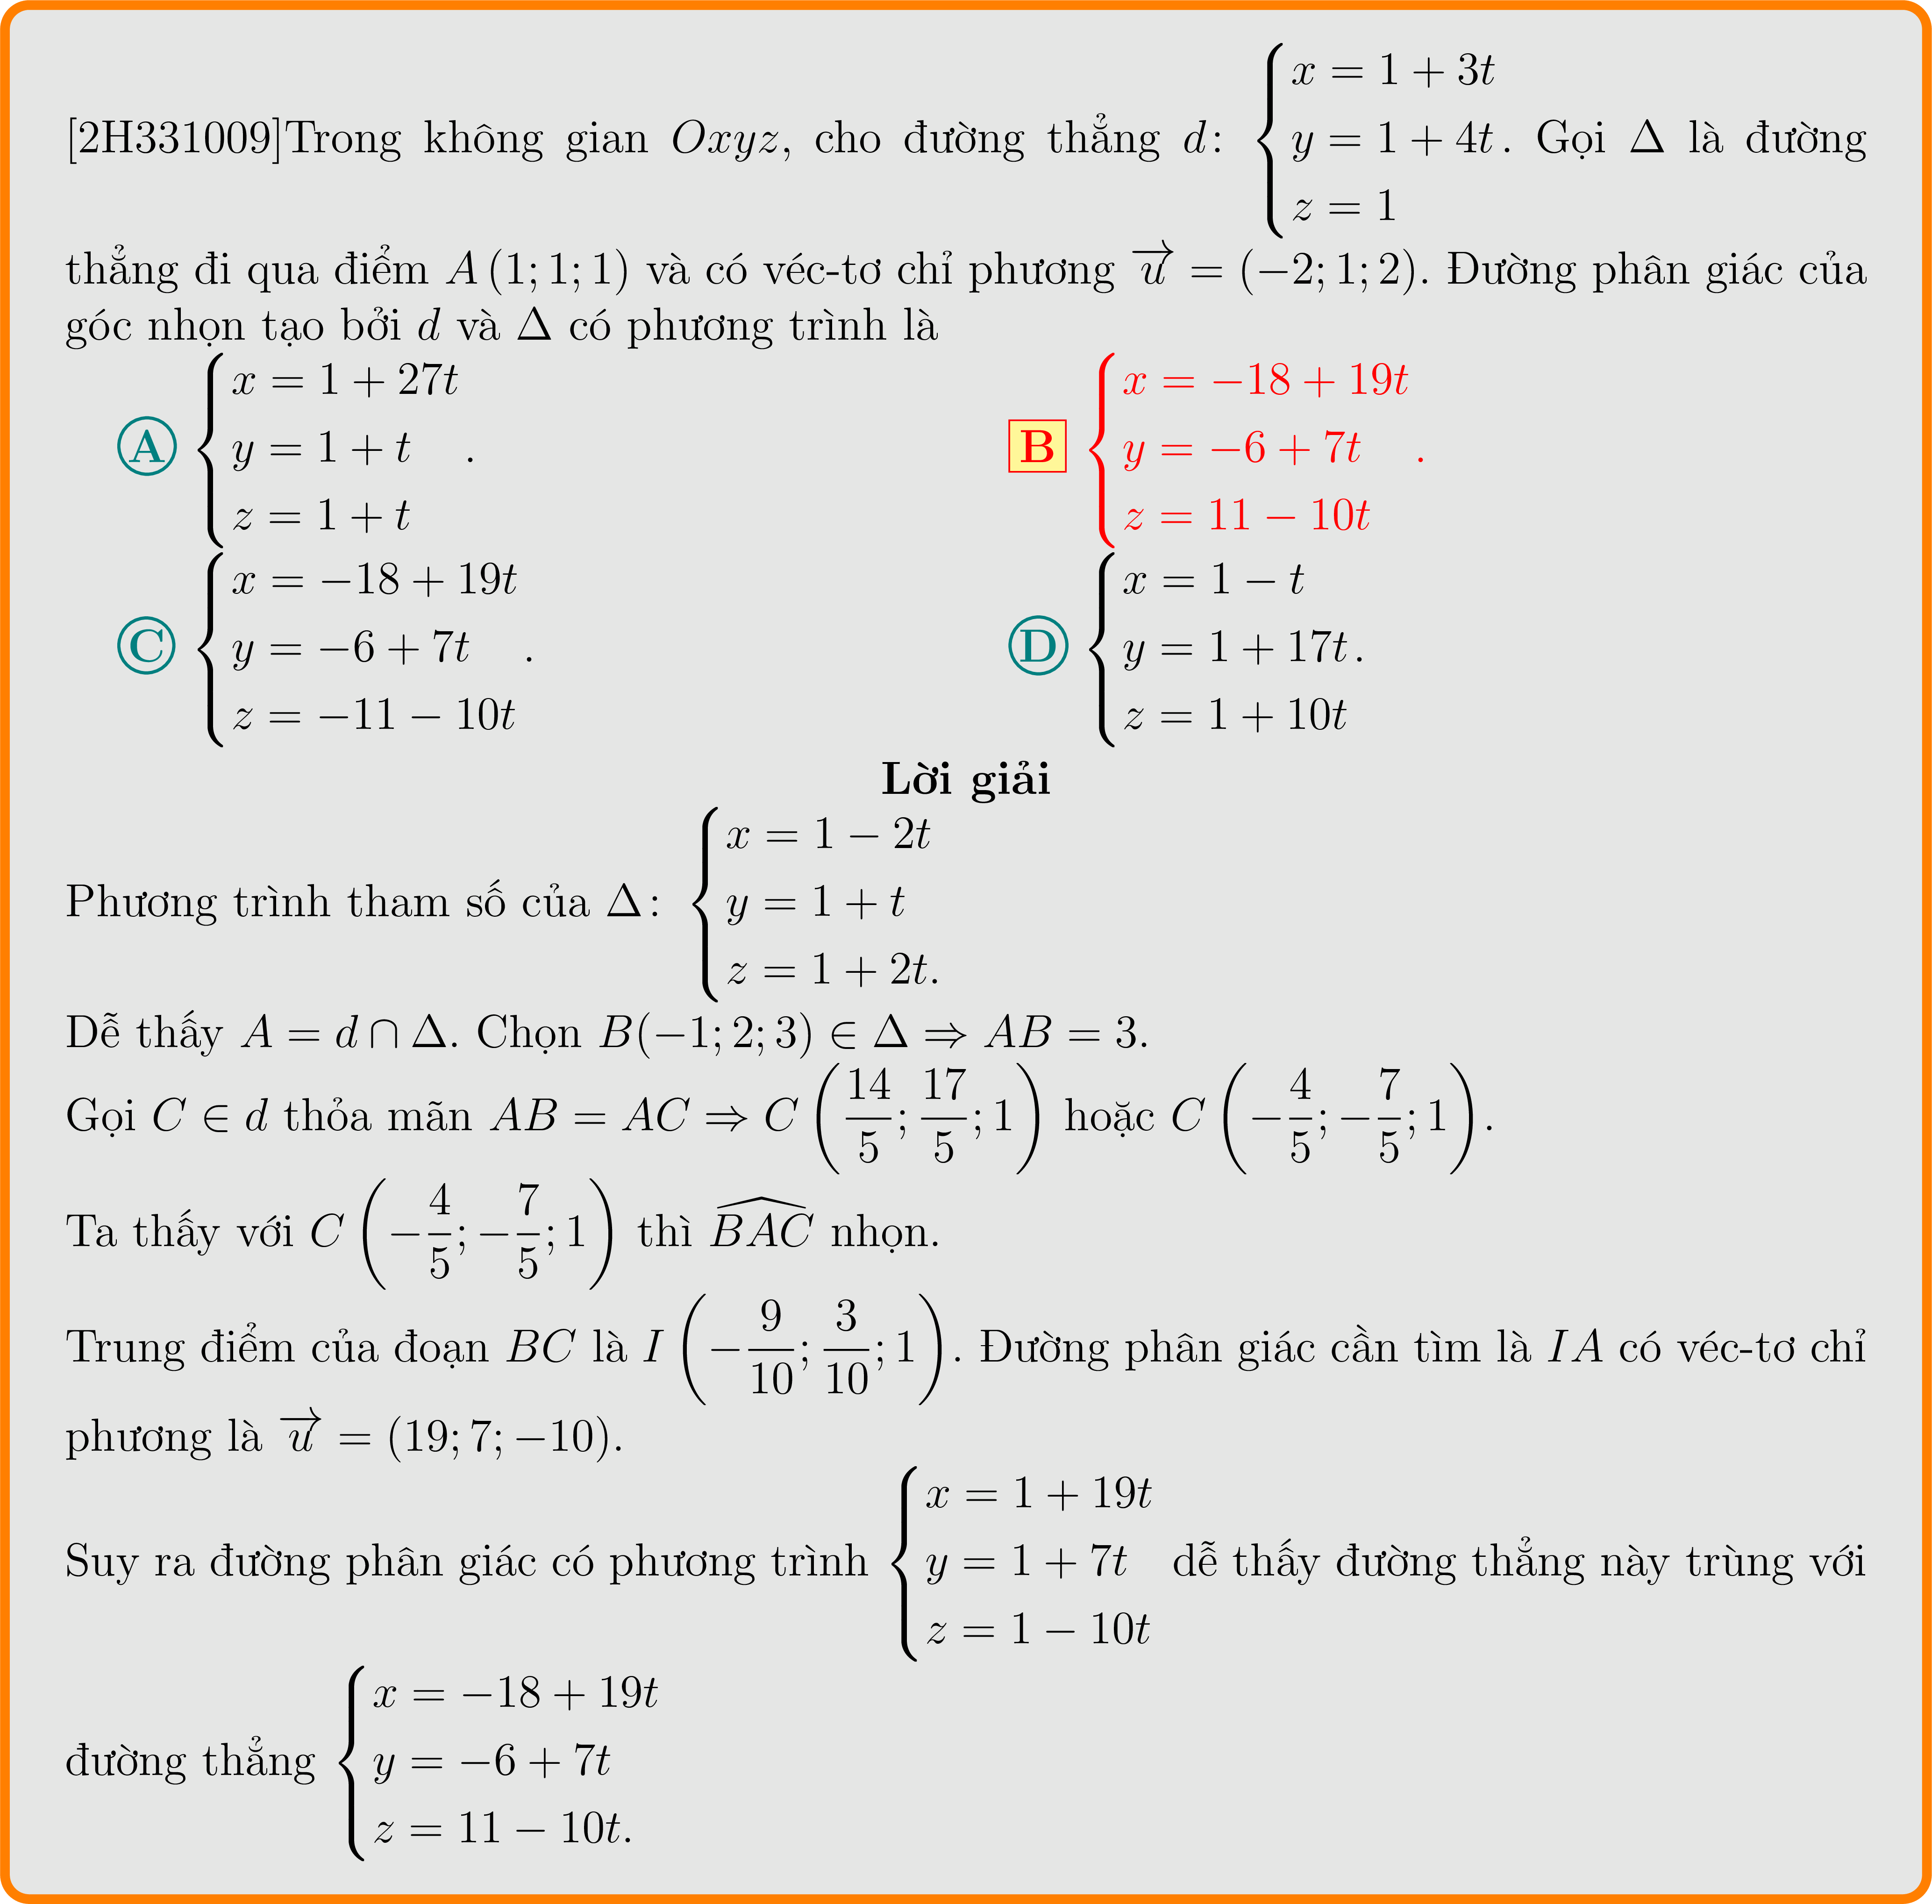 [2H331009]Trong không gian $Oxyz$, cho đường thẳng $d\colon \begin{cases} x = 1 + 3t \\ y = 1 + 4t \\ z = 1 \end{cases}$. Gọi $\Delta$ là đường
thẳng đi qua điểm $A\,(1; 1; 1)$ và có véc-tơ chỉ phương $\overrightarrow{u} = (-2; 1; 2)$. Đường phân giác của
góc nhọn tạo bởi $d$ và $\Delta$ có phương trình là
A $\begin{cases} x = 1 + 27t \\ y = 1 + t \\ z = 1 + t \end{cases}$.
B $\begin{cases} x = -18 + 19t \\ y = -6 + 7t \\ z = 11 - 10t \end{cases}$.
C $\begin{cases} x = -18 + 19t \\ y = -6 + 7t \\ z = -11 - 10t \end{cases}$.
D $\begin{cases} x = 1 - t \\ y = 1 + 17t \\ z = 1 + 10t \end{cases}$.
Lời giải
Phương trình tham số của $\Delta\colon \begin{cases} x = 1 - 2t \\ y = 1 + t \\ z = 1 + 2t. \end{cases}$
Dễ thấy $A = d \cap \Delta$. Chọn $B(-1; 2; 3) \in \Delta \Rightarrow AB = 3$.
Gọi $C \in d$ thỏa mãn $AB = AC \Rightarrow C\left(\dfrac{14}{5}; \dfrac{17}{5}; 1\right)$ hoặc $C\left(-\dfrac{4}{5}; -\dfrac{7}{5}; 1\right)$.
Ta thấy với $C\left(-\dfrac{4}{5}; -\dfrac{7}{5}; 1\right)$ thì $\widehat{BAC}$ nhọn.
Trung điểm của đoạn $BC$ là $I\left(-\dfrac{9}{10}; \dfrac{3}{10}; 1\right)$. Đường phân giác cần tìm là $IA$ có véc-tơ chỉ
phương là $\overrightarrow{u} = (19; 7; -10)$.
Suy ra đường phân giác có phương trình $\begin{cases} x = 1 + 19t \\ y = 1 + 7t \\ z = 1 - 10t \end{cases}$ dễ thấy đường thẳng này trùng với
đường thẳng $\begin{cases} x = -18 + 19t \\ y = -6 + 7t \\ z = 11 - 10t. \end{cases}$